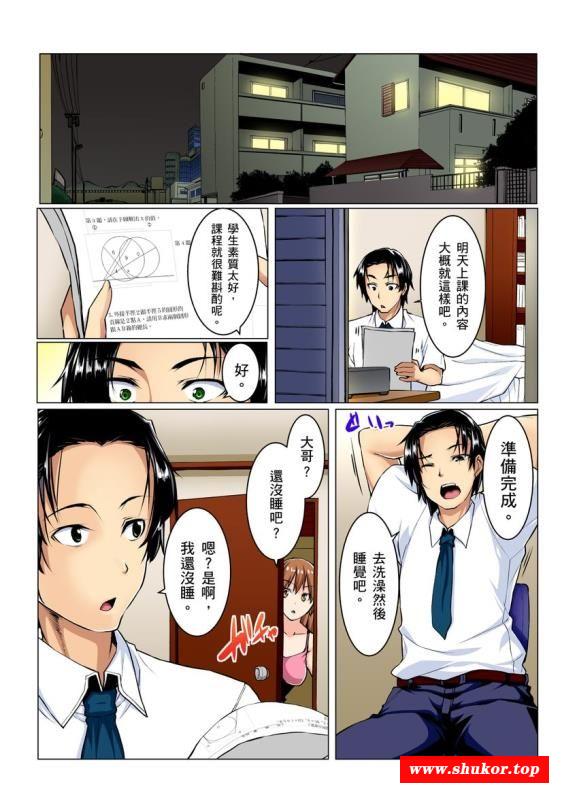 明天上課的內容
大概就這樣吧。
學生素質太好，
課程就很難斟酌呢。
好。
準備完成。
去洗澡然後
睡覺吧。
大哥？
還沒睡吧？
嗯？是啊，
我還沒睡。
www.shukor.top